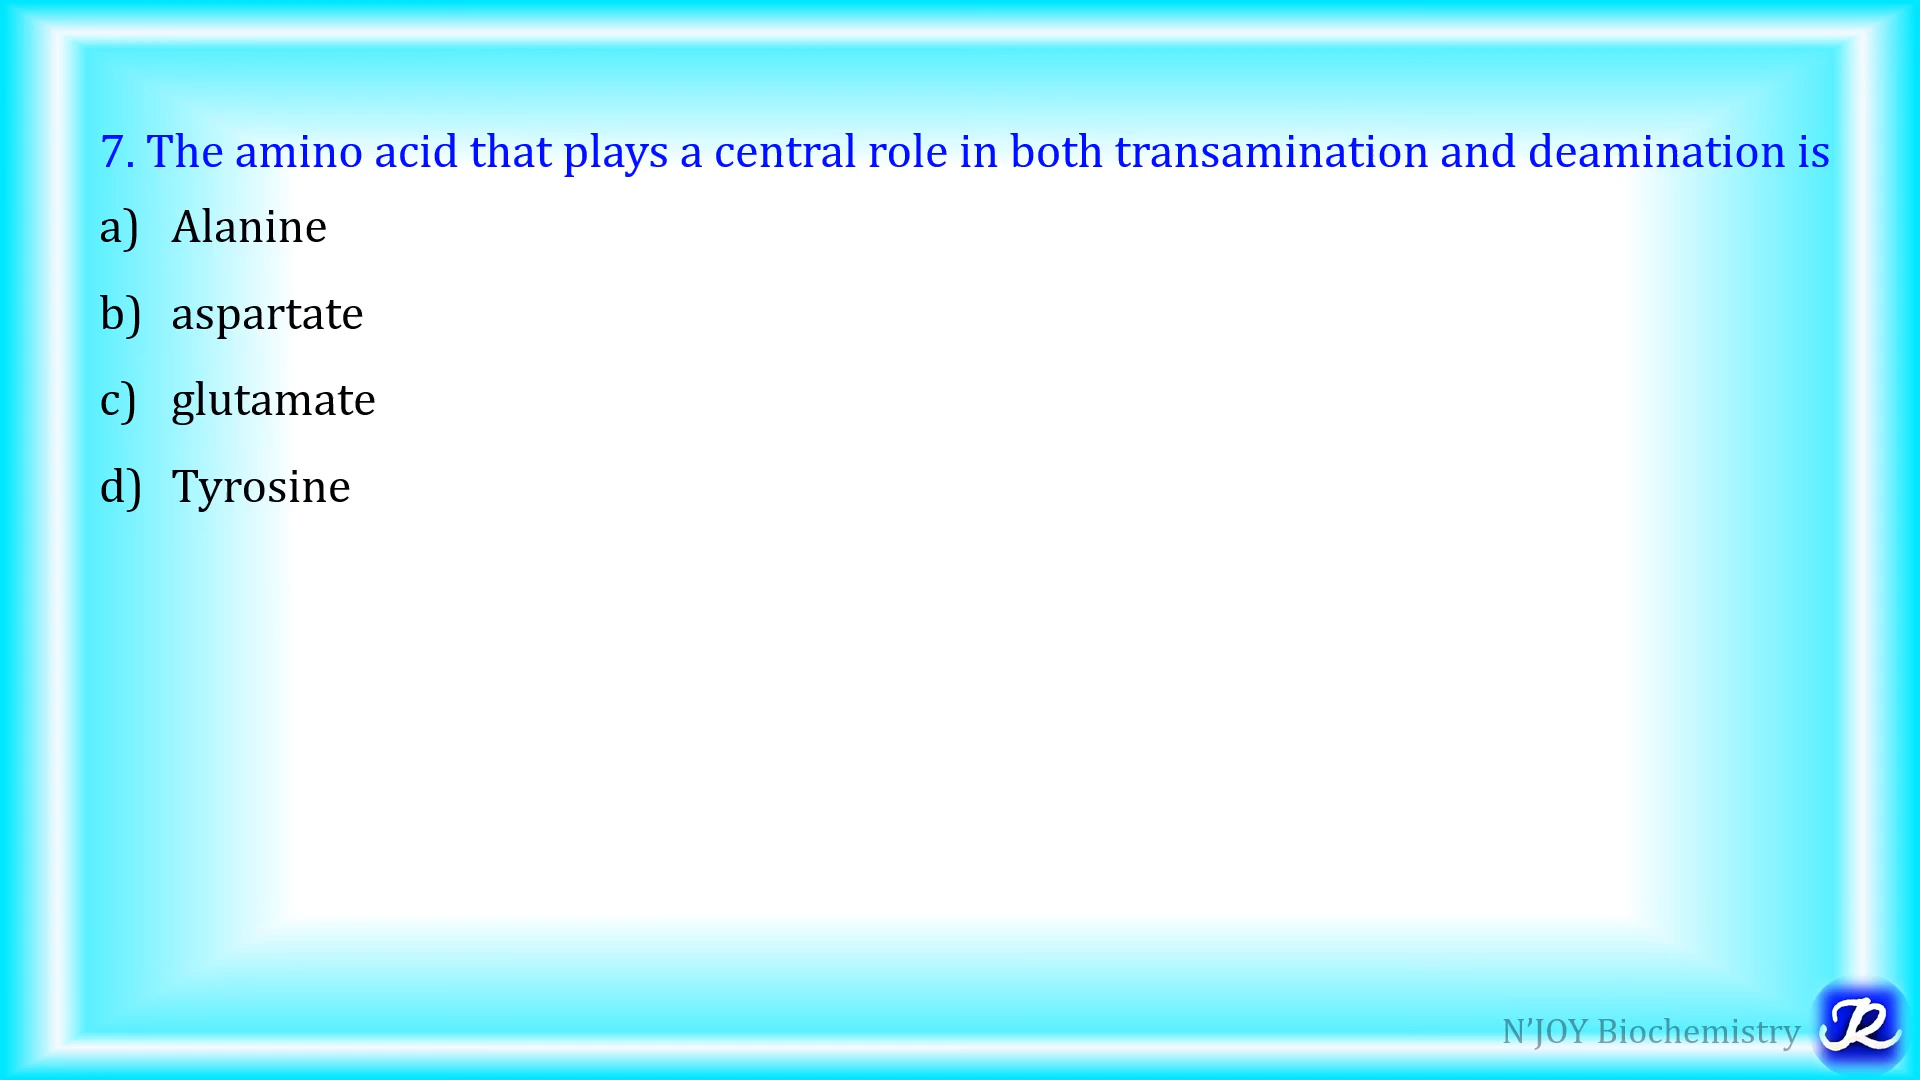 7. The amino acid that plays a central role in both transamination and deamination is
a) Alanine
b) aspartate
c) glutamate
d) Tyrosine
N’JOY Biochemistry
JR